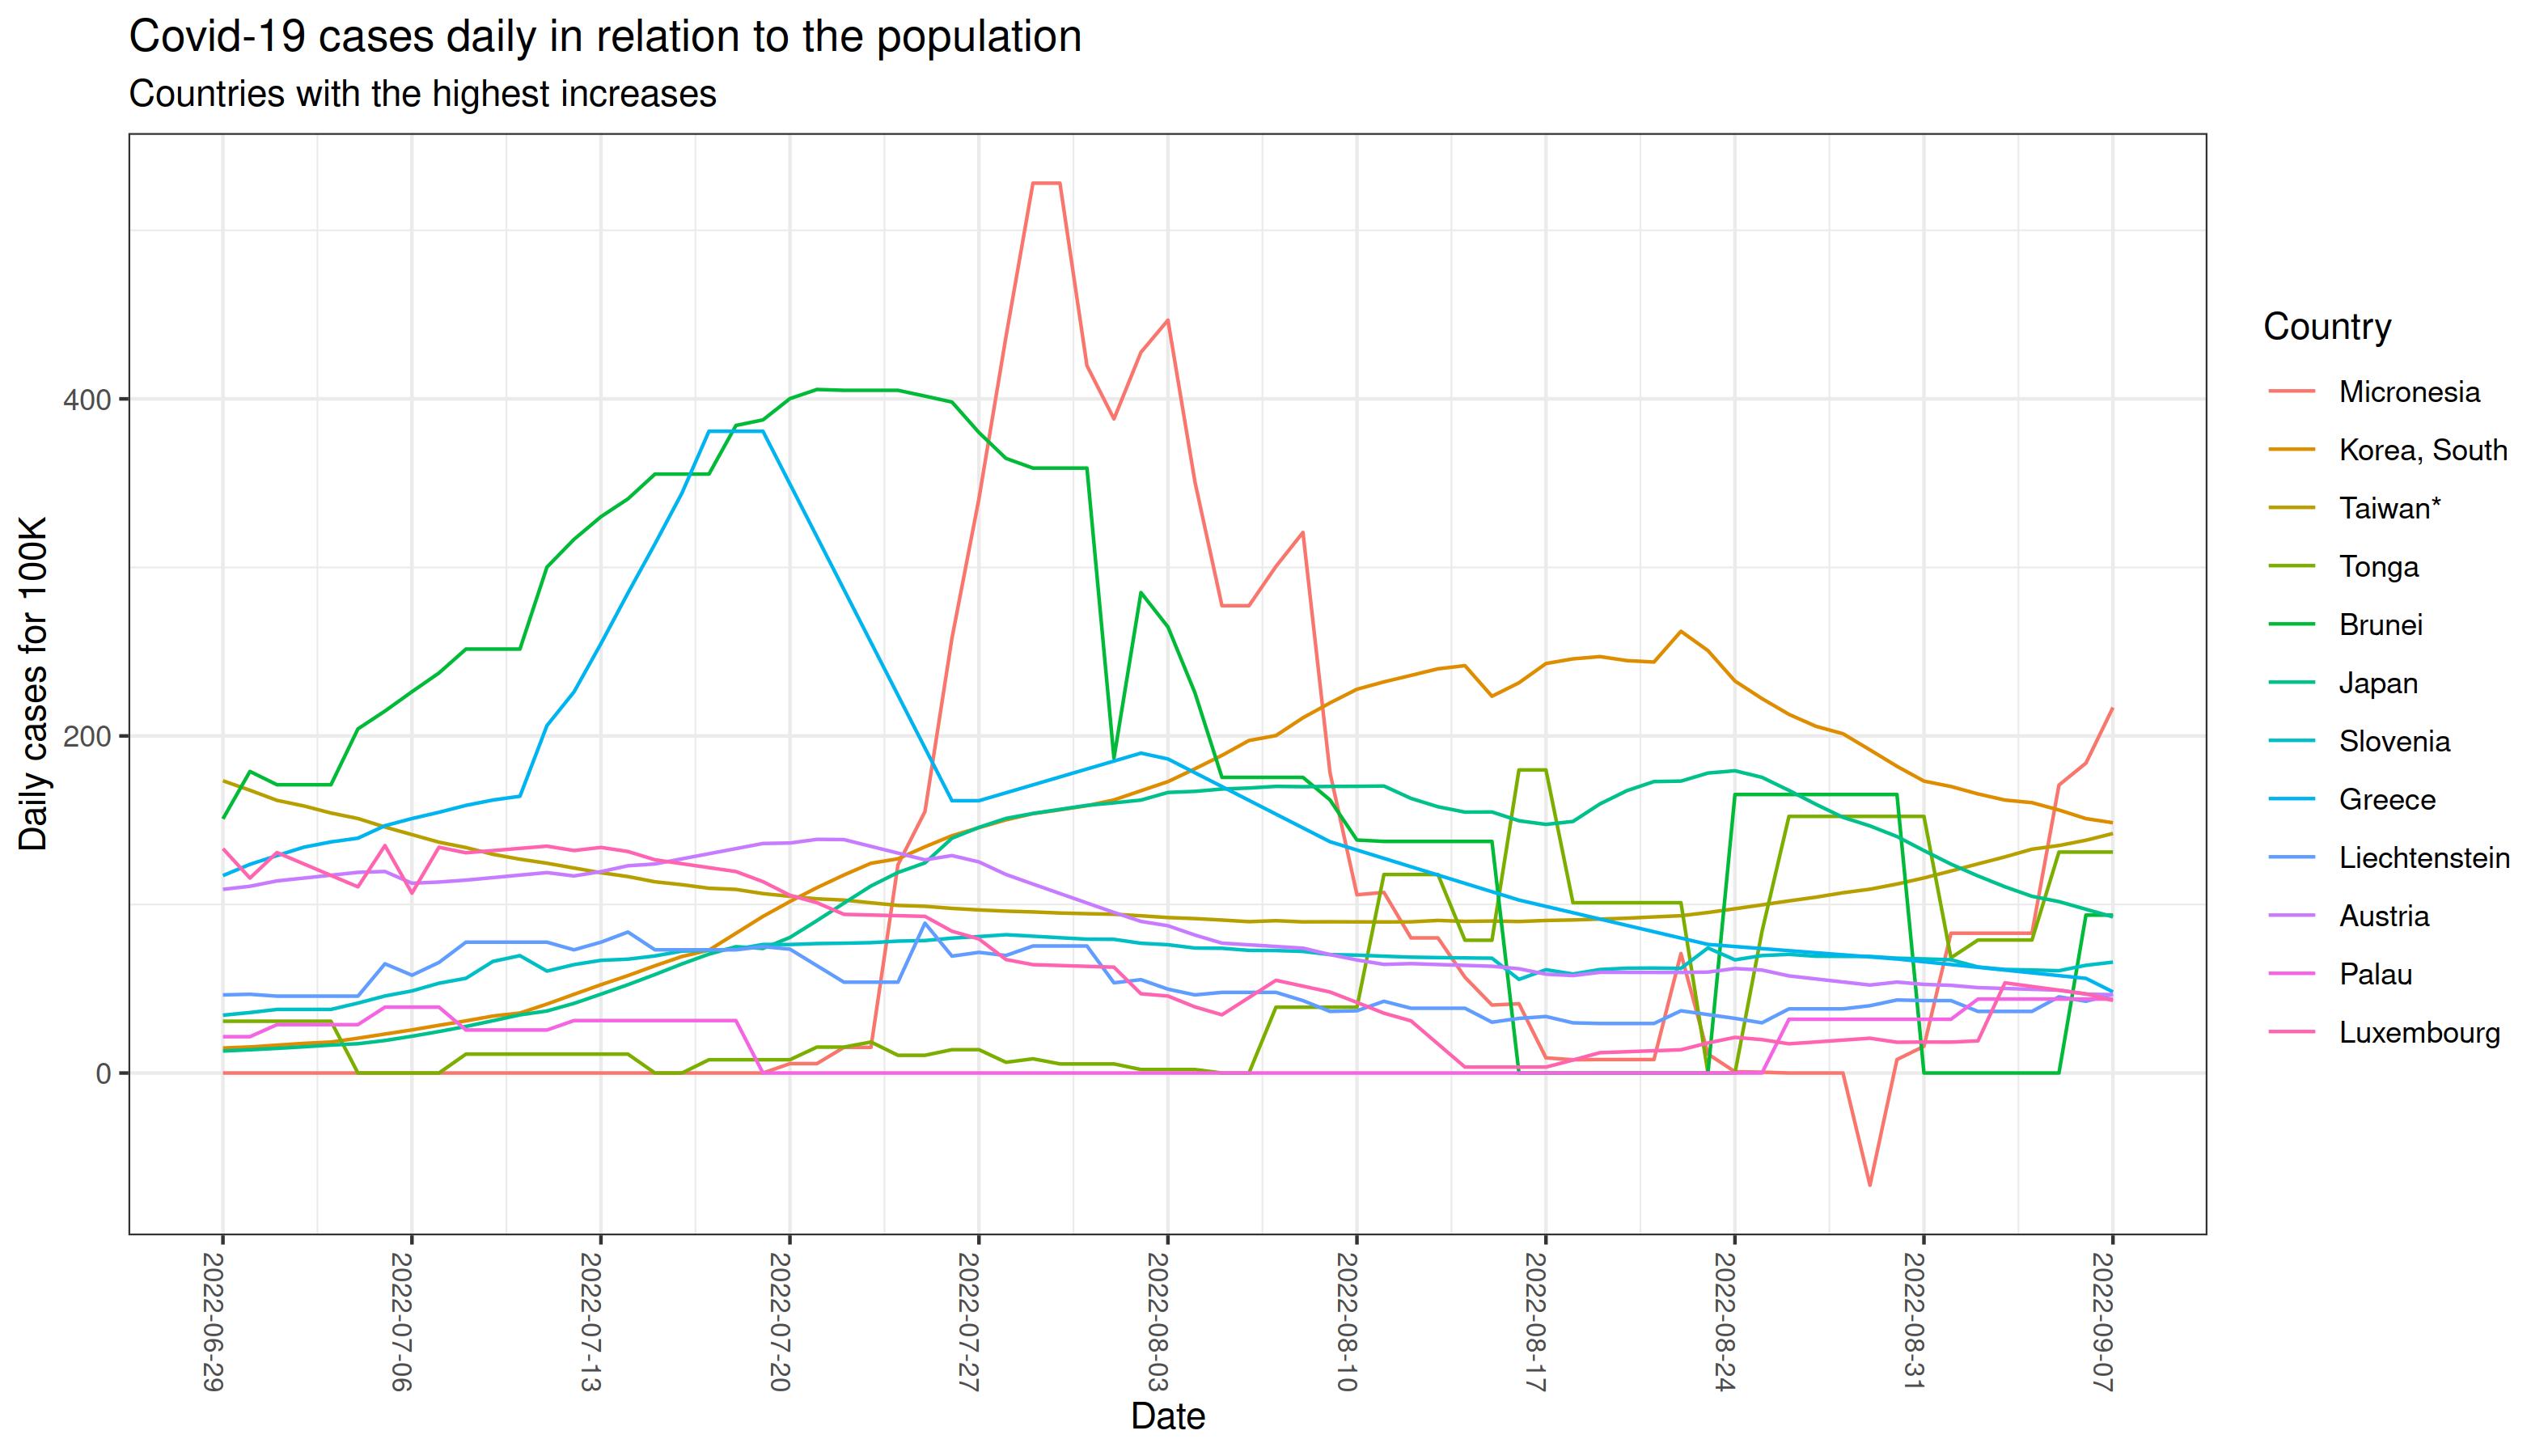 Covid-19 cases daily in relation to the population
Countries with the highest increases
Daily cases for 100K
400
200
0
2022-06-29
2022-07-06
2022-07-13
2022-07-20
2022-07-27
2022-08-03
2022-08-10
2022-08-17
2022-08-24
2022-08-31
2022-09-07
Date
Country
Micronesia
Korea, South
Taiwan*
Tonga
Brunei
Japan
Slovenia
Greece
Liechtenstein
Austria
Palau
Luxembourg